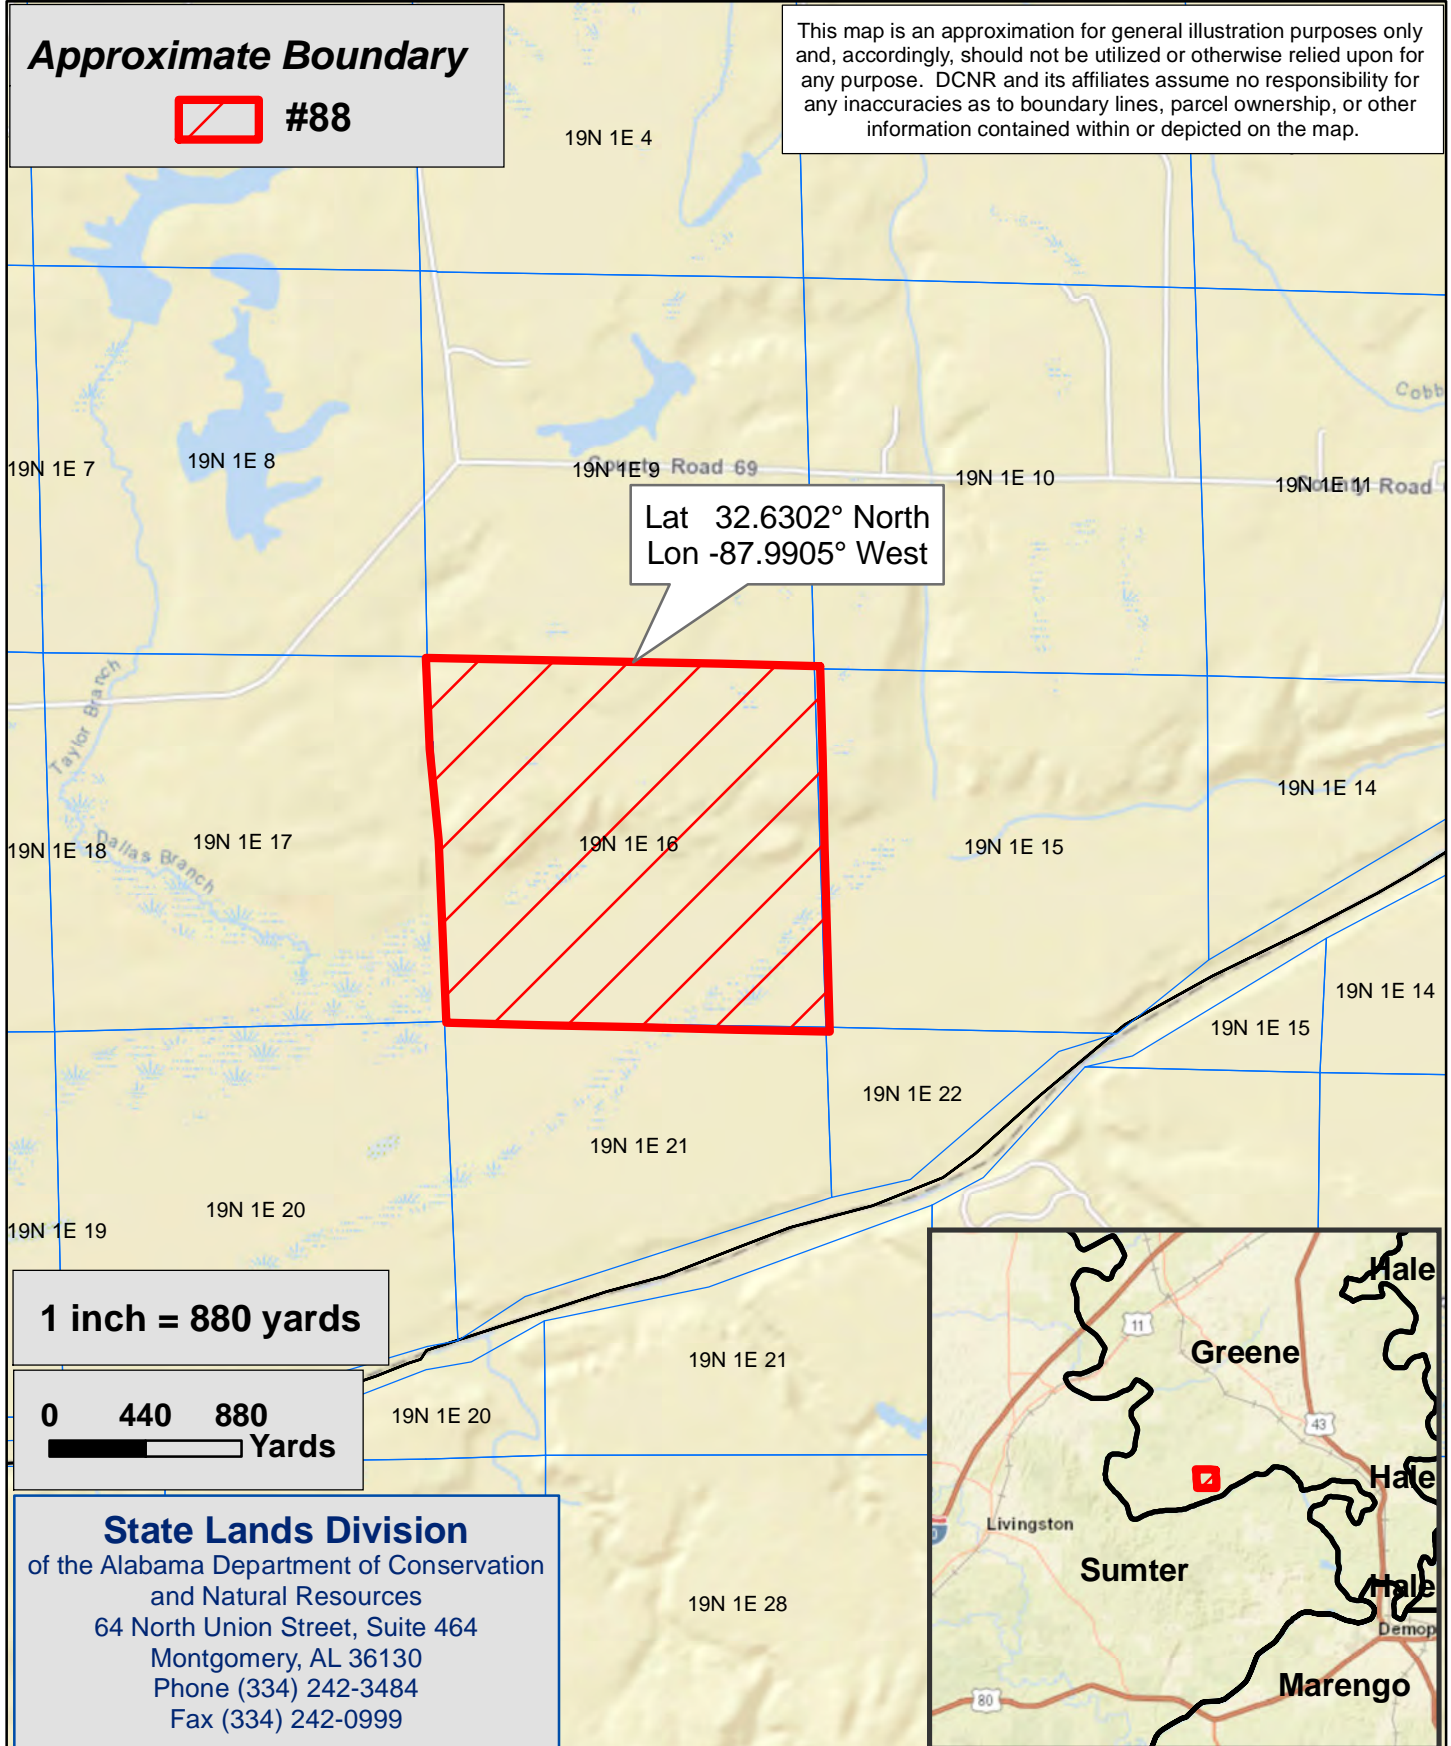 Approximate Boundary
#88
This map is an approximation for general illustration purposes only
and, accordingly, should not be utilized or otherwise relied upon for
any purpose. DCNR and its affiliates assume no responsibility for
any inaccuracies as to boundary lines, parcel ownership, or other
information contained within or depicted on the map.
19N 1E 4
Cobb
19N 1E 7
19N 1E 8
19N 1E 9
County Road 69
19N 1E 10
19N 1E 11
County Road
Lat 32.6302° North
Lon -87.9905° West
Taylor Branch
19N 1E 14
19N 1E 18
Dallas Branch
19N 1E 17
19N 1E 16
19N 1E 15
19N 1E 14
19N 1E 15
19N 1E 22
19N 1E 21
19N 1E 20
19N 1E 19
1 inch = 880 yards
0 440 880
Yards
19N 1E 21
19N 1E 20
19N 1E 28
State Lands Division
of the Alabama Department of Conservation
and Natural Resources
64 North Union Street, Suite 464
Montgomery, AL 36130
Phone (334) 242-3484
Fax (334) 242-0999
Hale
11
Greene
43
Hale
Livingston
Sumter
Hale
Demop
Marengo
80